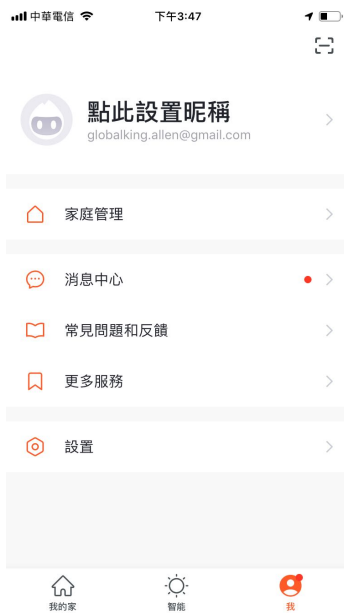 中華電信 下午3:47
點此設置昵稱
globalking.allen@gmail.com
家庭管理
消息中心
常見問題和反饋
更多服務
設置
我的家 智能 我